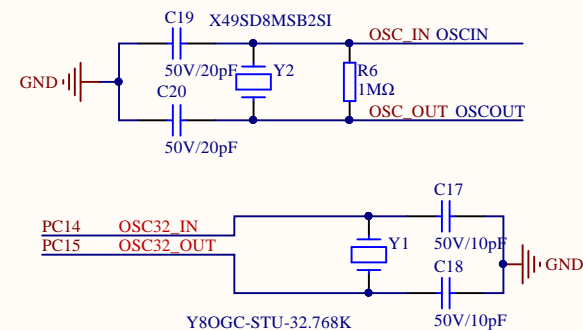 C19 X49SD8MSB2SI
OSC_IN OSCIN
50V/20pF Y2 R6
GND 1MΩ
C20
OSC_OUT OSCOUT
50V/20pF
C17
PC14 OSC32_IN
PC15 OSC32_OUT Y1 50V/10pF
C18 GND
50V/10pF
Y8OGC-STU-32.768K